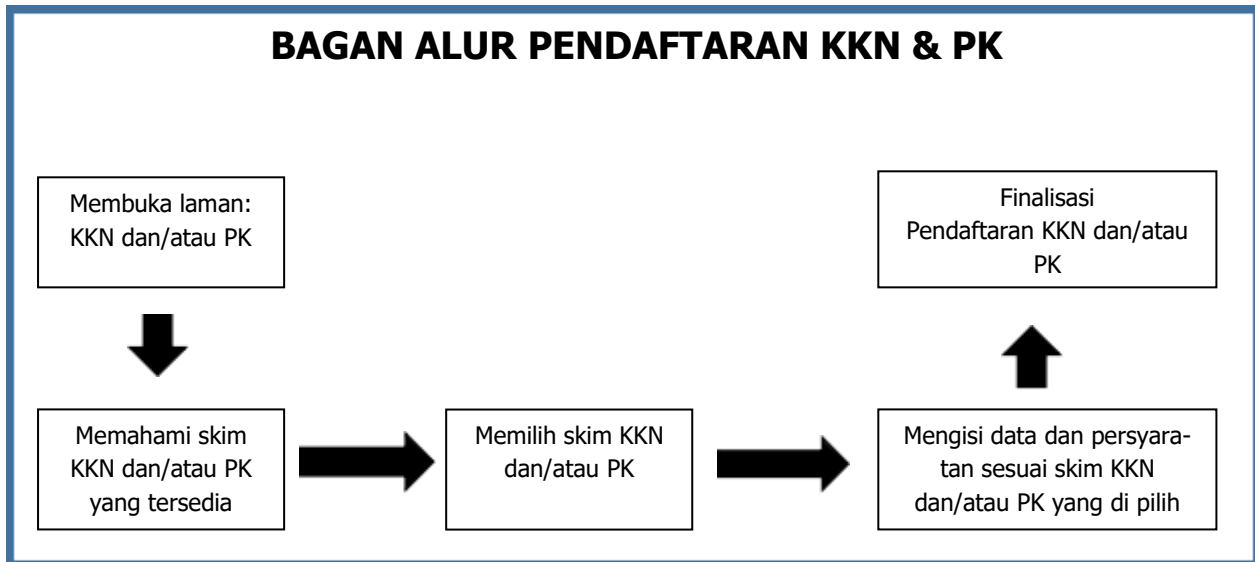 BAGAN ALUR PENDAFTARAN KKN & PK
Membuka laman:
KKN dan/atau PK
Memahami skim
KKN dan/atau PK
yang tersedia
Memilih skim KKN
dan/atau PK
Mengisi data dan persyara-
tan sesuai skim KKN
dan/atau PK yang di pilih
Finalisasi
Pendaftaran KKN dan/atau
PK